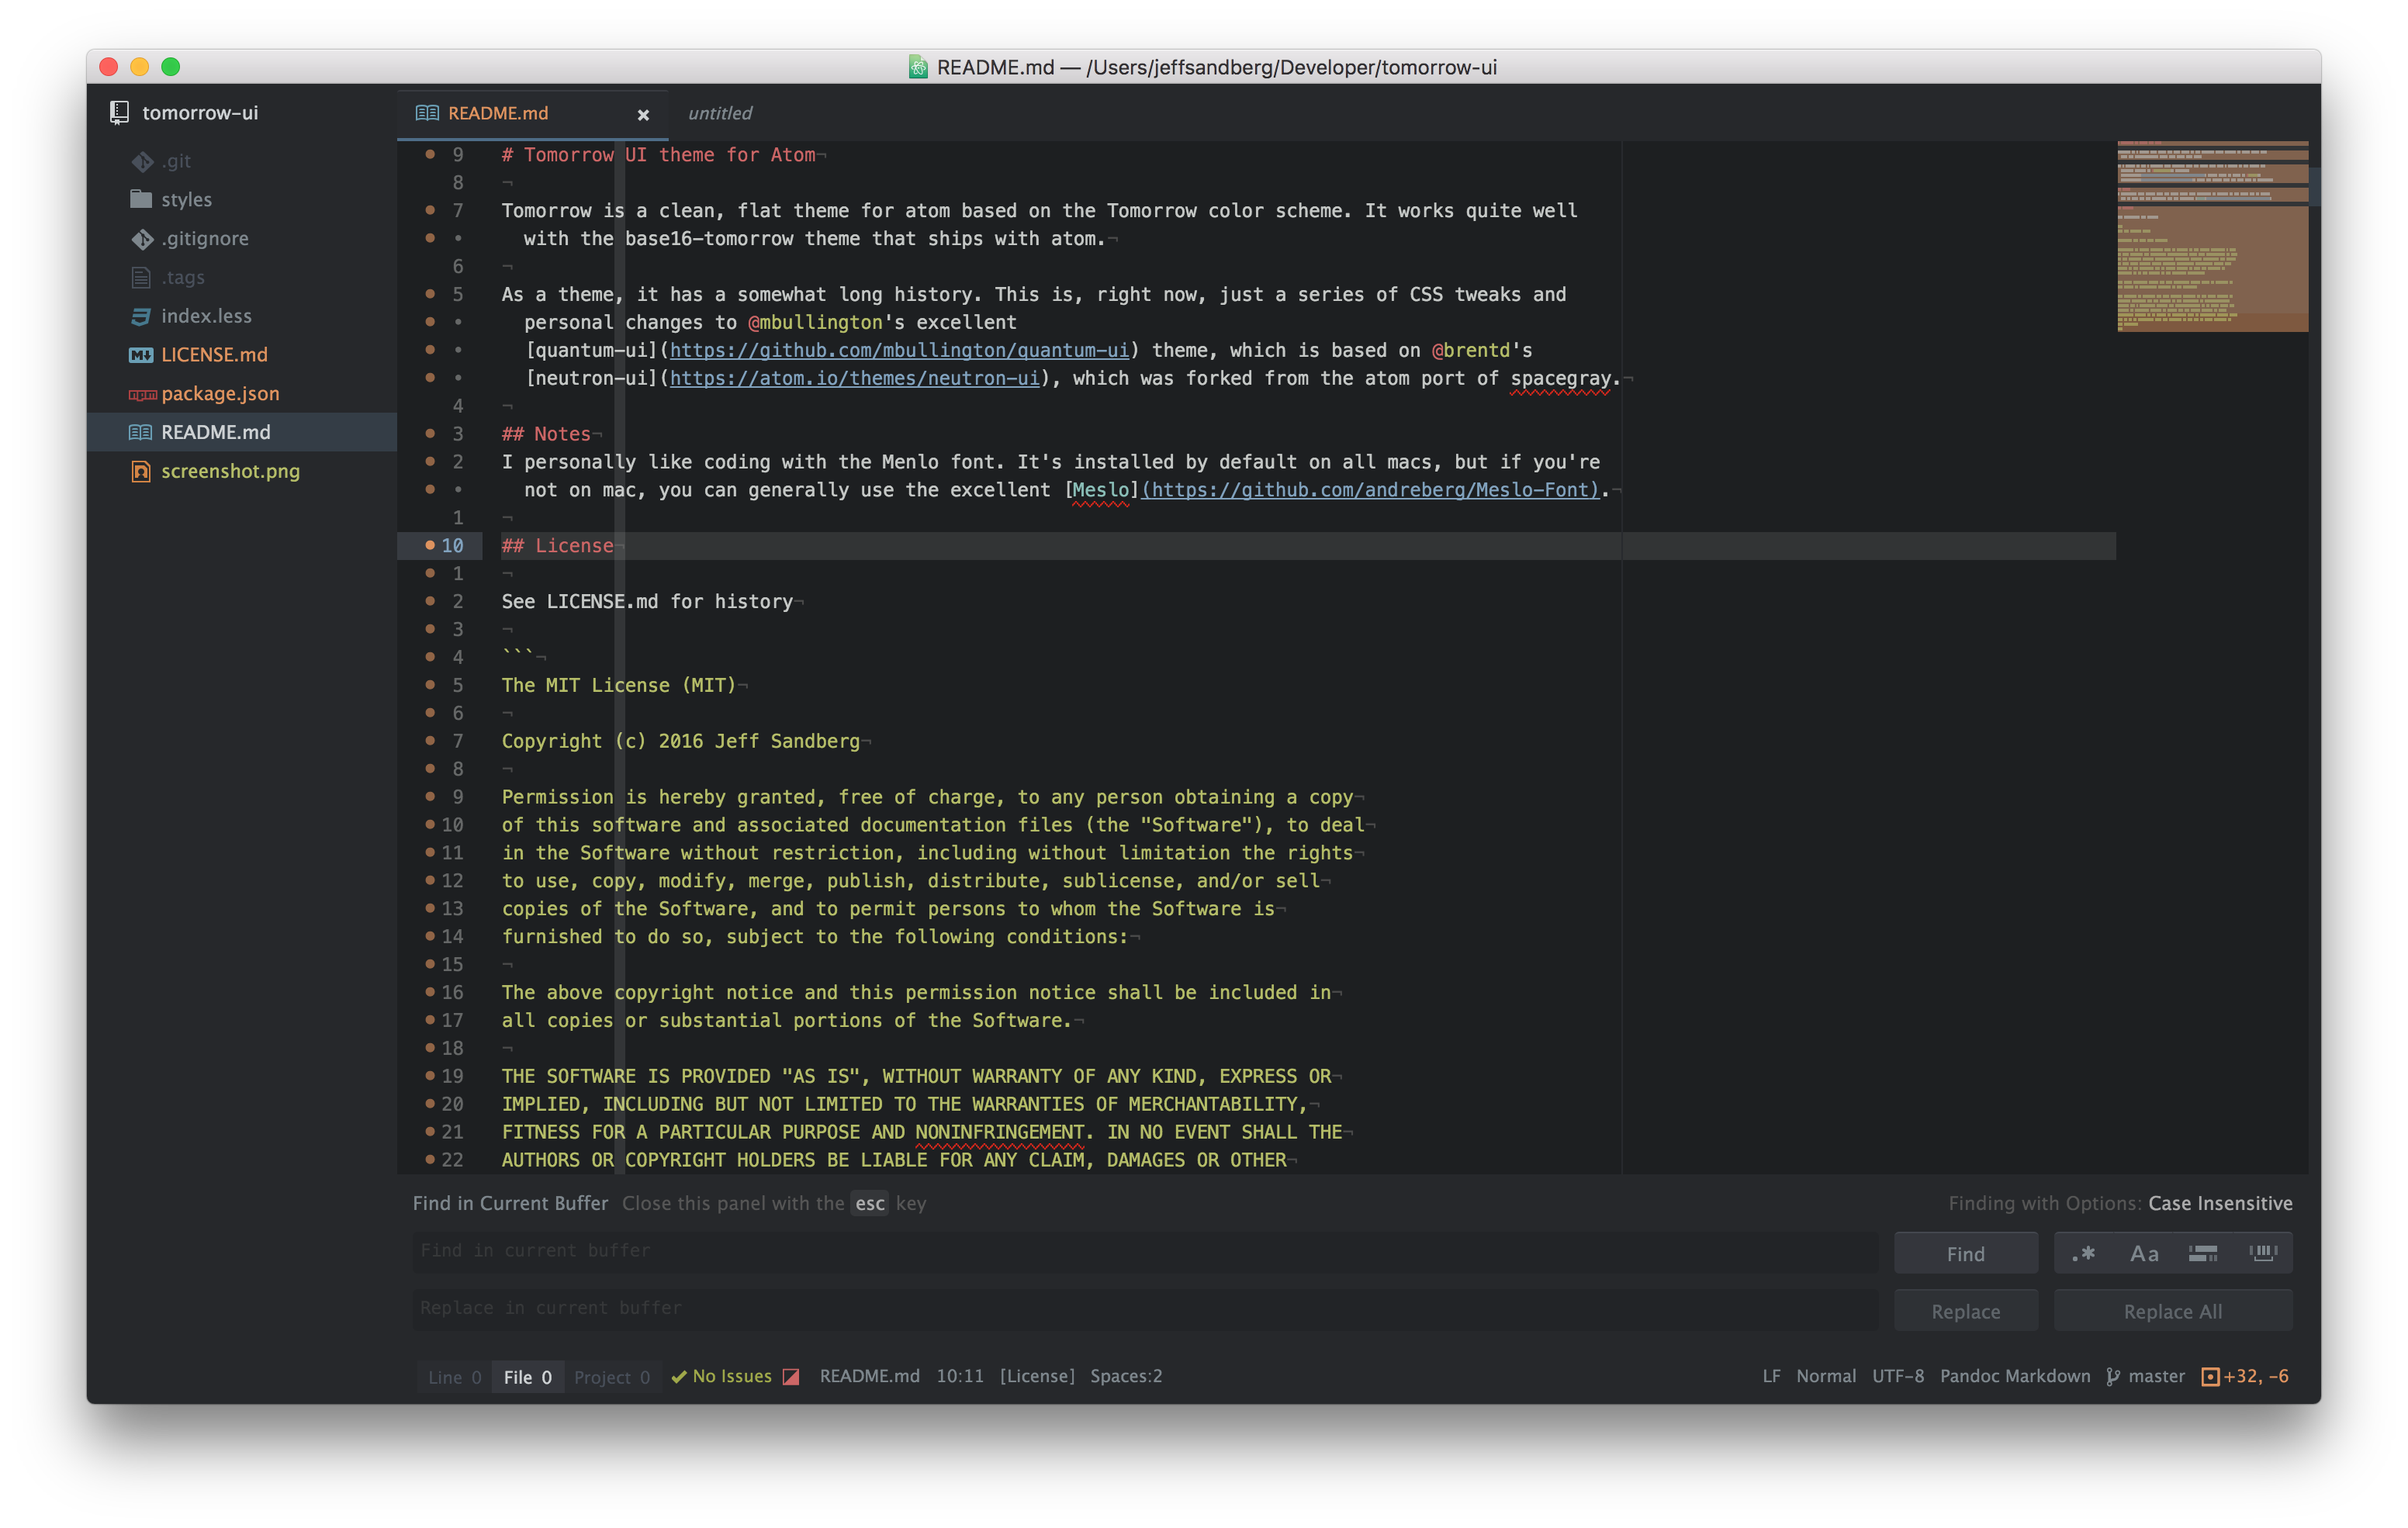 README.md — /Users/jeffsandberg/Developer/tomorrow-ui
tomorrow-ui
.git
styles
.gitignore
.tags
index.less
LICENSE.md
package.json
README.md
screenshot.png
README.md × untitled
9 # Tomorrow UI theme for Atom¬
8 ¬
7 Tomorrow is a clean, flat theme for atom based on the Tomorrow color scheme. It works quite well
• with the base16-tomorrow theme that ships with atom.¬
6 ¬
5 As a theme, it has a somewhat long history. This is, right now, just a series of CSS tweaks and
• personal changes to @mbullington's excellent
• [quantum-ui](https://github.com/mbullington/quantum-ui) theme, which is based on @brentd's
• [neutron-ui](https://atom.io/themes/neutron-ui), which was forked from the atom port of spacegray.¬
4 ¬
3 ## Notes¬
2 I personally like coding with the Menlo font. It's installed by default on all macs, but if you're
• not on mac, you can generally use the excellent [Meslo](https://github.com/andreberg/Meslo-Font).¬
1 ¬
10 ## License¬
1 ¬
2 See LICENSE.md for history¬
3 ¬
4 ```¬
5 The MIT License (MIT)¬
6 ¬
7 Copyright (c) 2016 Jeff Sandberg¬
8 ¬
9 Permission is hereby granted, free of charge, to any person obtaining a copy¬
10 of this software and associated documentation files (the "Software"), to deal¬
11 in the Software without restriction, including without limitation the rights¬
12 to use, copy, modify, merge, publish, distribute, sublicense, and/or sell¬
13 copies of the Software, and to permit persons to whom the Software is¬
14 furnished to do so, subject to the following conditions:¬
15 ¬
16 The above copyright notice and this permission notice shall be included in¬
17 all copies or substantial portions of the Software.¬
18 ¬
19 THE SOFTWARE IS PROVIDED "AS IS", WITHOUT WARRANTY OF ANY KIND, EXPRESS OR¬
20 IMPLIED, INCLUDING BUT NOT LIMITED TO THE WARRANTIES OF MERCHANTABILITY,¬
21 FITNESS FOR A PARTICULAR PURPOSE AND NONINFRINGEMENT. IN NO EVENT SHALL THE¬
22 AUTHORS OR COPYRIGHT HOLDERS BE LIABLE FOR ANY CLAIM, DAMAGES OR OTHER¬
Find in Current Buffer Close this panel with the esc key Finding with Options: Case Insensitive
Find in current buffer Find .* Aa
Replace in current buffer Replace Replace All
Line 0 File 0 Project 0 No Issues README.md 10:11 [License] Spaces:2 LF Normal UTF-8 Pandoc Markdown master +32, -6